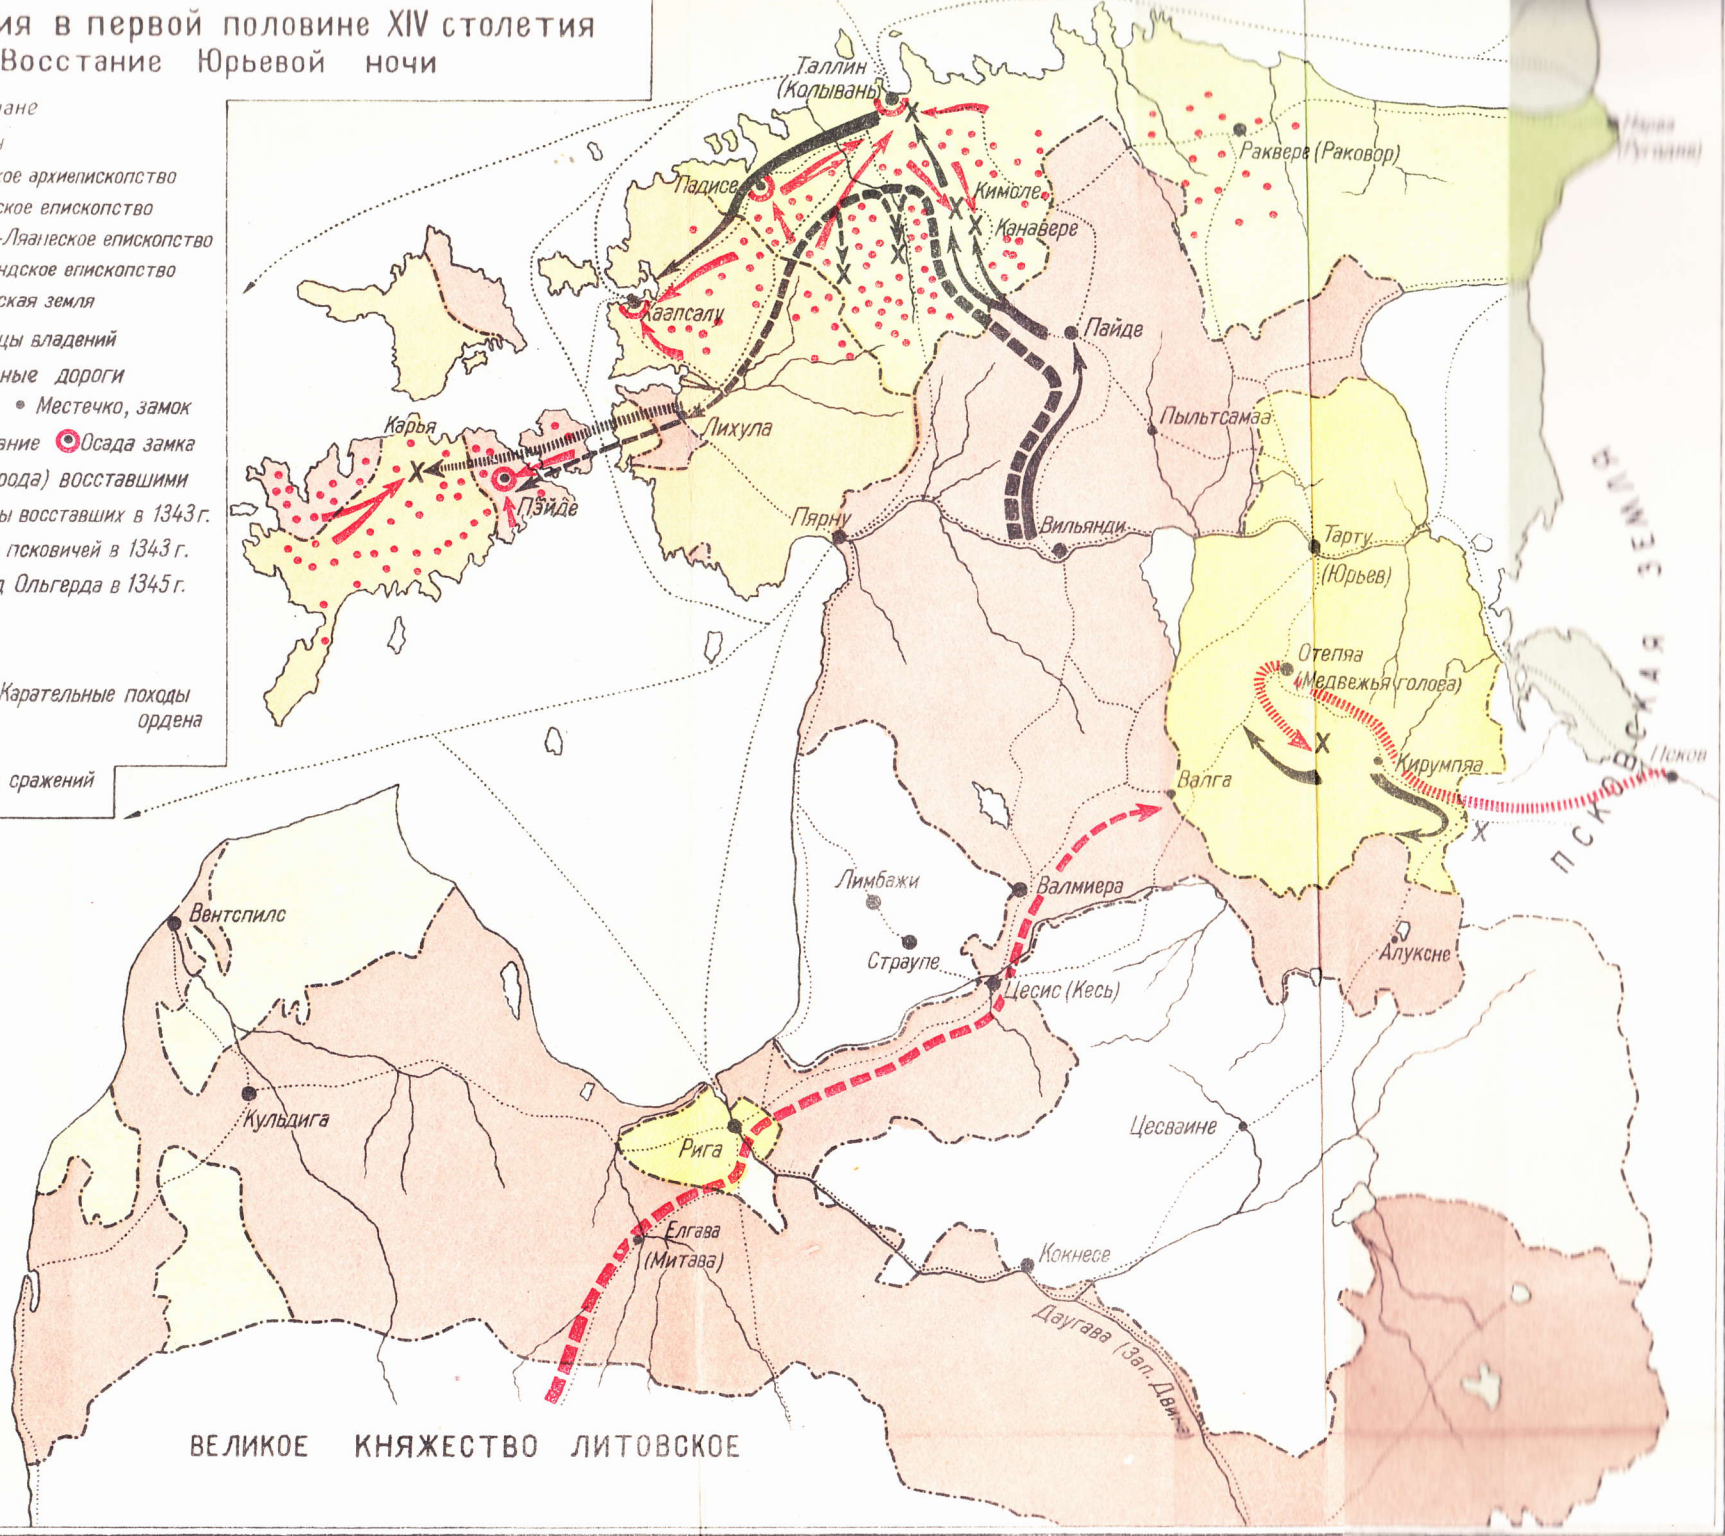 ия в первой половине XIV столетия
Восстание Юрьевой ночи
ане
кое архиепископство
ское епископство
-Ляэнеское епископство
ндское епископство
ская земля
цы владений
ные дороги
Местечко, замок
ание Осада замка
рода) восставшими
ы восставших в 1343 г.
псковичей в 1343 г.
д Ольгерда в 1345 г.
Карательные походы
ордена
сражений
Таллин
(Колывань)
Раквере (Раковор)
Падисе
Кимоле
Канавере
Хаапсалу
Пайде
Карья
Лихула
Пыльтсамаа
Пэйде
Пярну
Вильянди
Тарту
(Юрьев)
Отепяа
(Медвежья голова)
Кирумпяа
Псков
ПСКОВСКАЯ ЗЕМЛЯ
Валга
Лимбажи
Валмиера
Страупе
Цесис (Кесь)
Алуксне
Вентспилс
Кульдига
Рига
Цесваине
Елгава
(Митава)
Кокнесе
Даугава (Зап. Двина)
ВЕЛИКОЕ КНЯЖЕСТВО ЛИТОВСКОЕ